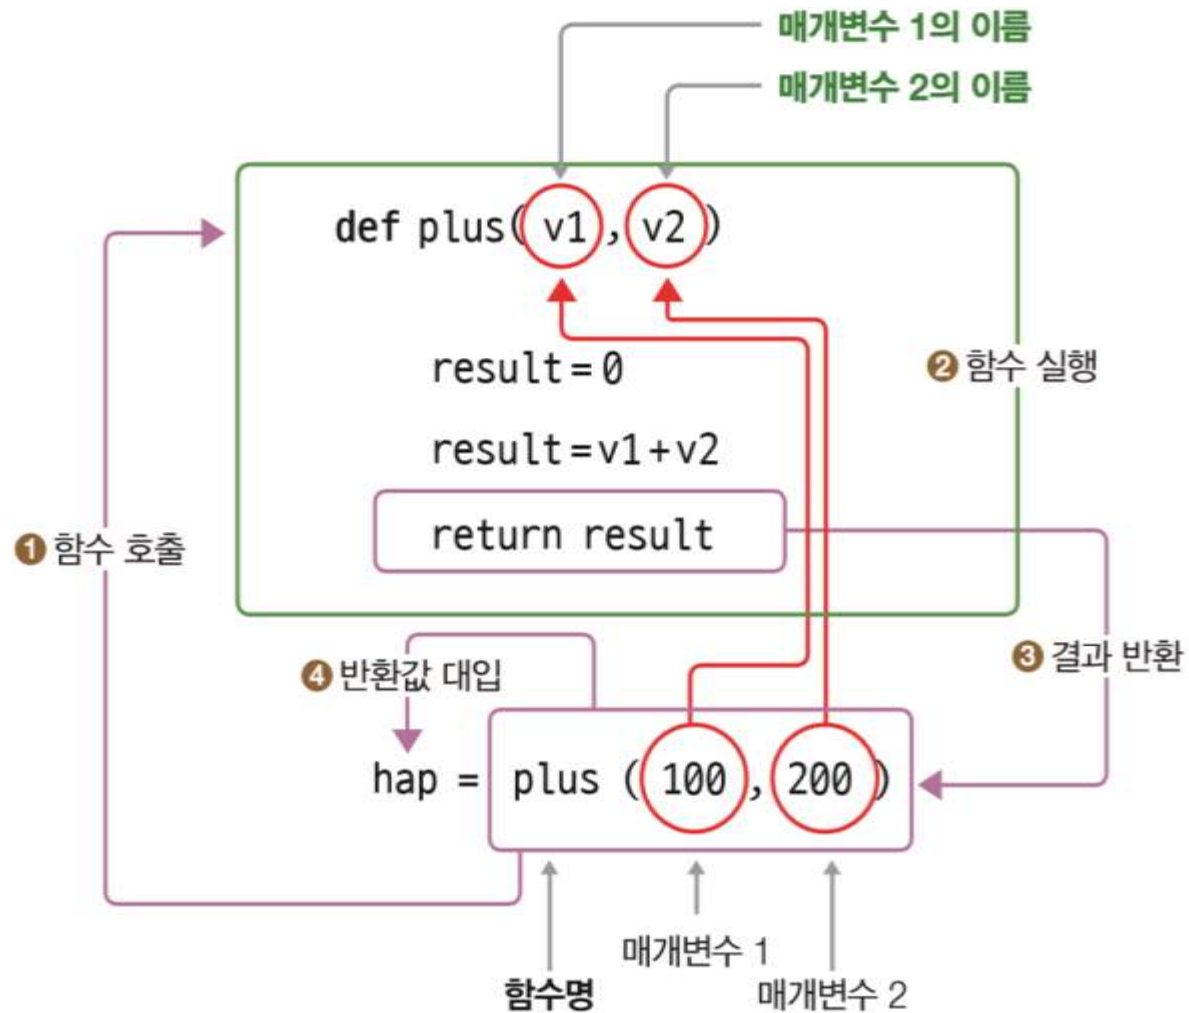 매개변수 1의 이름
매개변수 2의 이름
def plus( v1 , v2 )
result = 0
❷ 함수 실행
result = v1 + v2
return result
❶ 함수 호출
❸ 결과 반환
❹ 반환값 대입
hap = plus ( 100 , 200 )
매개변수 1
함수명
매개변수 2